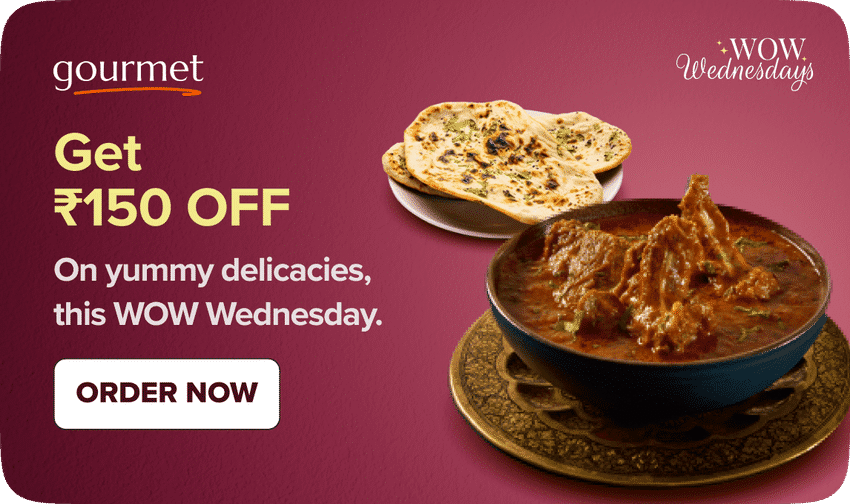 gourmet
WOW
Wednesdays
Get
₹150 OFF
On yummy delicacies,
this WOW Wednesday.
ORDER NOW